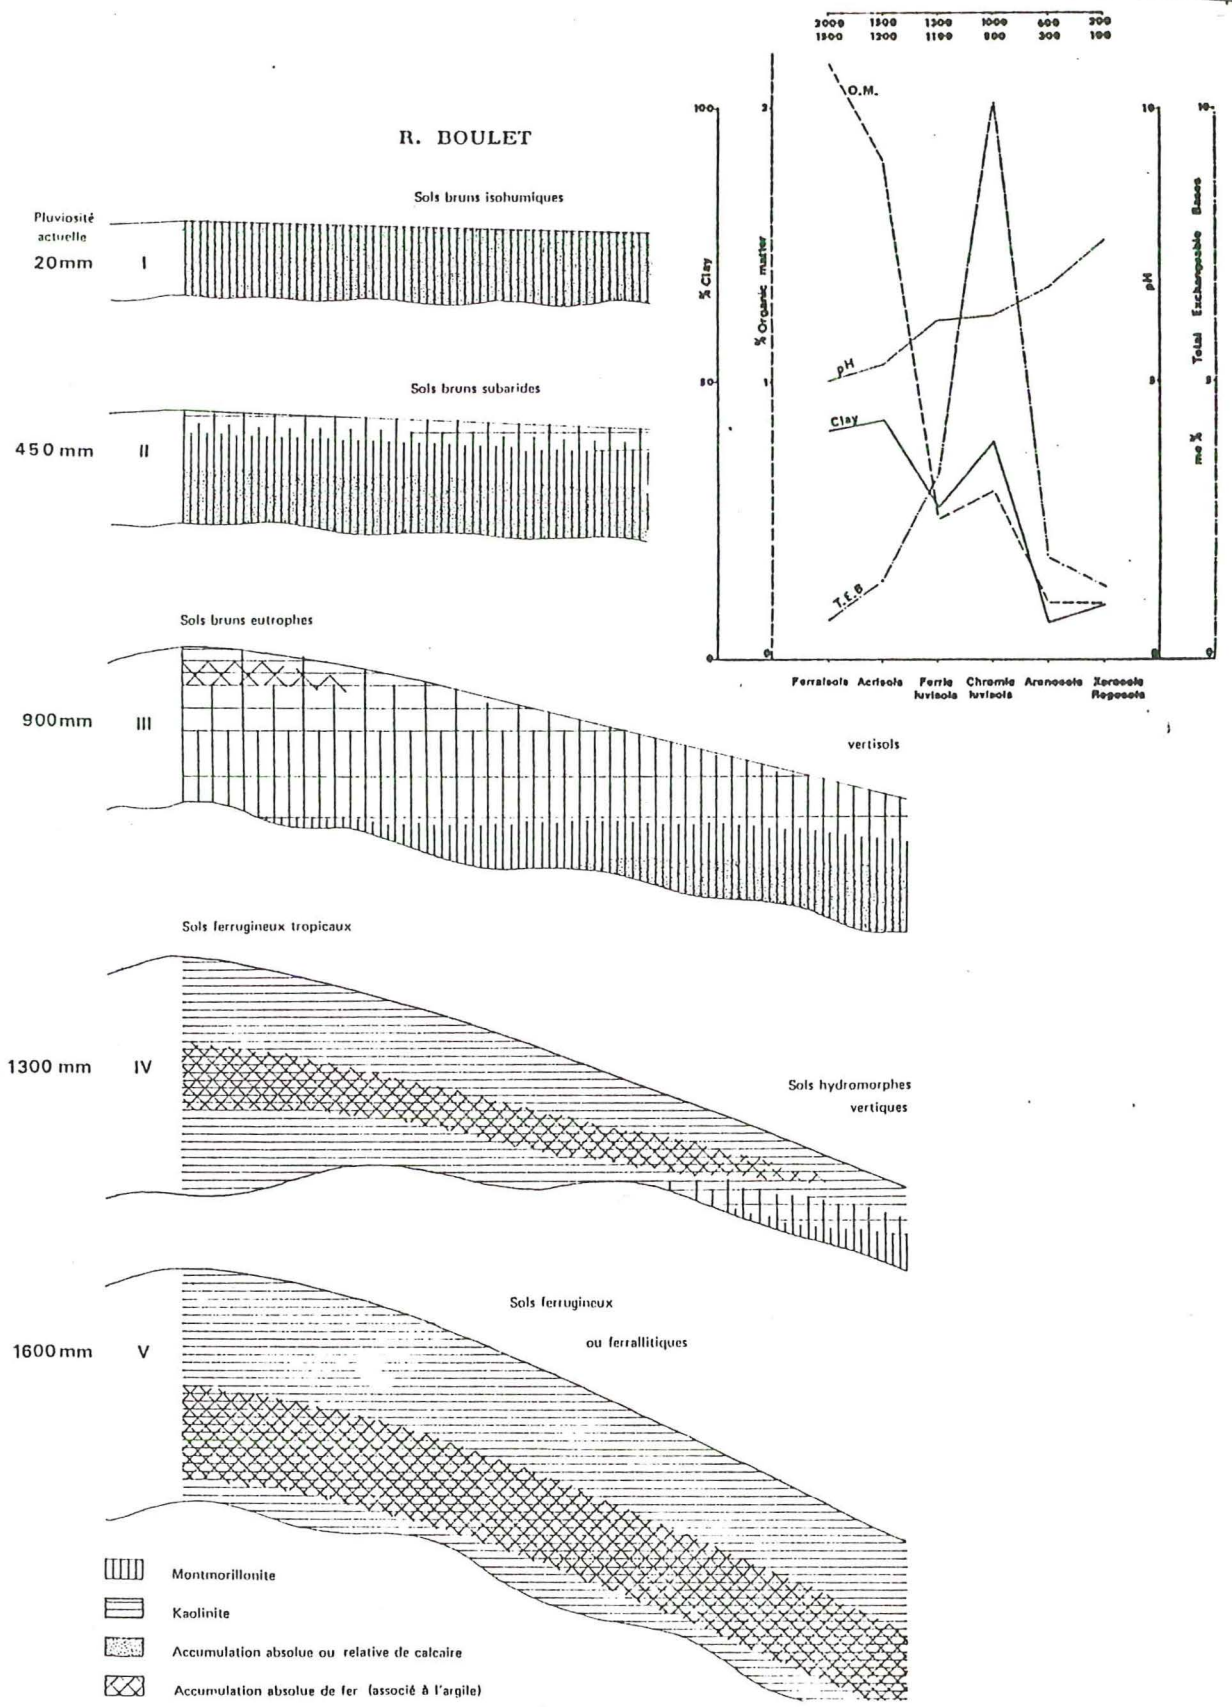 2000 1500 1300 1000 600 200
1500 1200 1100 800 300 100
R. BOULET
Sols bruns isohumiques
Pluviosité
actuelle
20mm I
Sols bruns subarides
450 mm II
Sols bruns eutrophes
900mm III
vertisols
Sols ferrugineux tropicaux
1300 mm IV
Sols hydromorphes
vertiques
Sols ferrugineux
ou ferrallitiques
1600mm V
Montmorillonite
Kaolinite
Accumulation absolue ou relative de calcaire
Accumulation absolue de fer (associé à l'argile)
O.M.
pH
Clay
T.E.B
100
50
0
% Clay
2
1
0
% Organic matter
10
5
0
pH
10
5
0
Total Exchangeable Bases
me %
Ferralsols Acrisols Ferric Chromic Arenosols Xerosols
luvisols luvisols Regosols